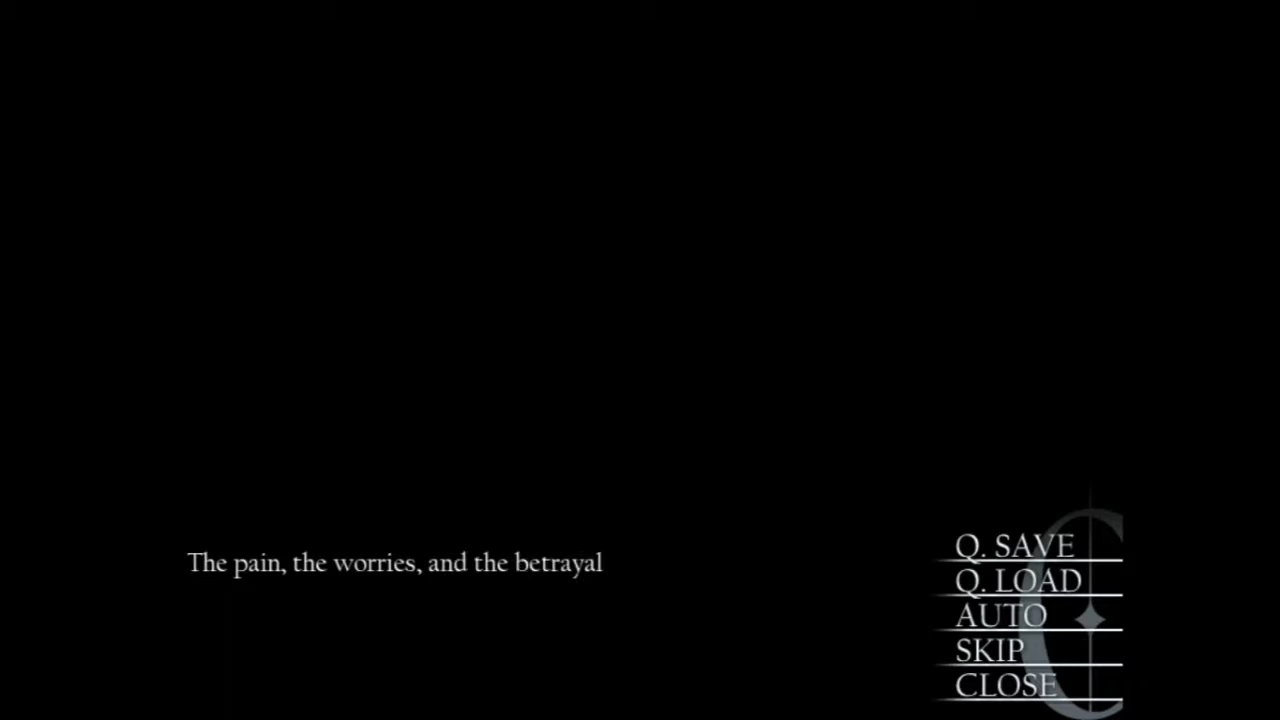 The pain, the worries, and the betrayal
Q. SAVE
Q. LOAD
AUTO
SKIP
CLOSE